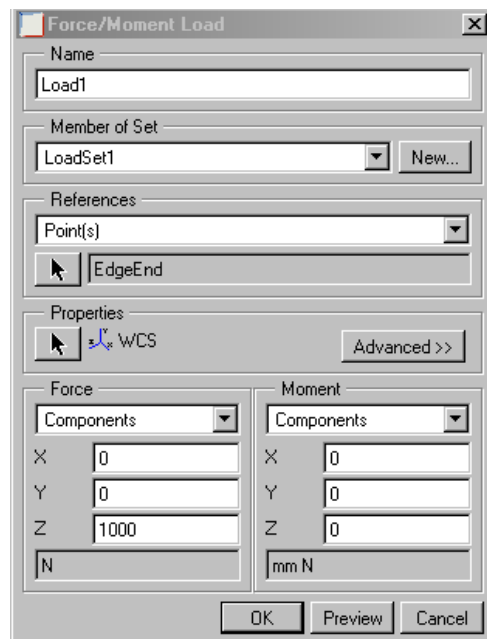 Force/Moment Load
Name
Load1
Member of Set
LoadSet1
New...
References
Point(s)
EdgeEnd
Properties
WCS
Advanced >>
Force
Moment
Components
Components
X 0
X 0
Y 0
Y 0
Z 1000
Z 0
N
mm N
OK
Preview
Cancel